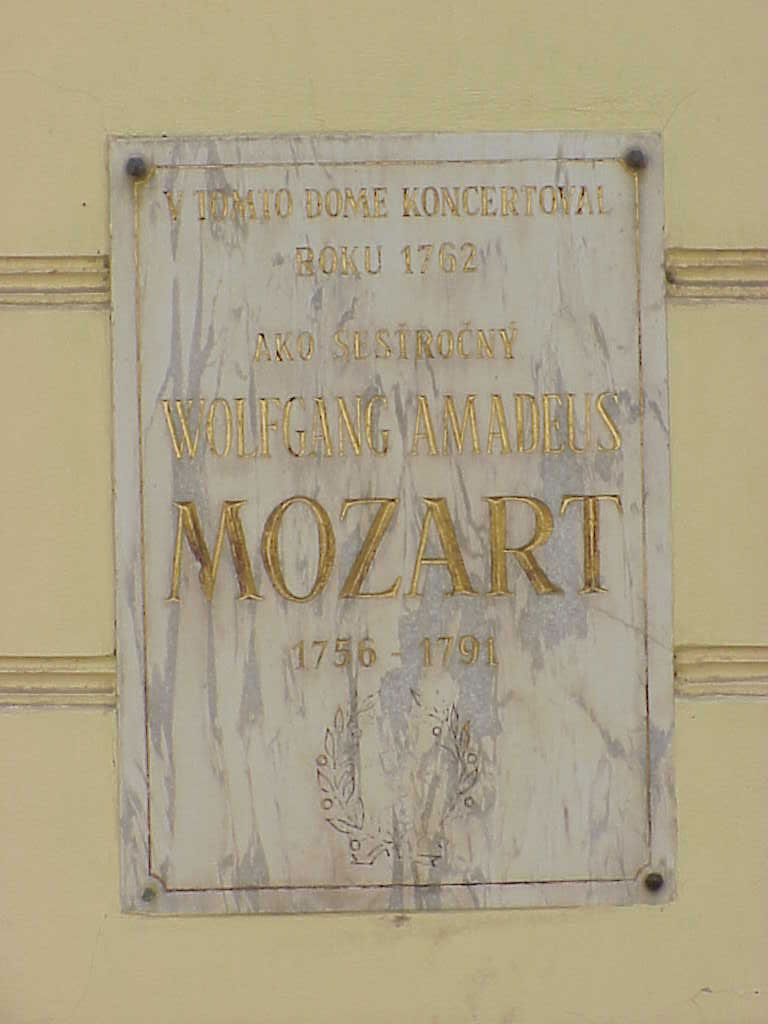 V TOMTO DOME KONCERTOVAL
ROKU 1762
AKO ŠESŤROČNÝ
WOLFGANG AMADEUS
MOZART
1756 - 1791